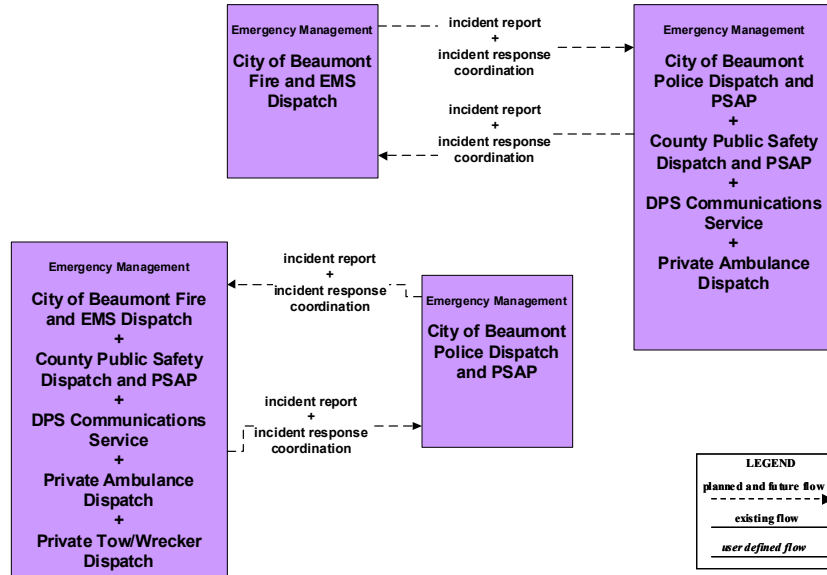 Emergency Management
City of Beaumont
Fire and EMS
Dispatch
incident report
+
incident response
coordination
incident report
+
incident response
coordination
Emergency Management
City of Beaumont
Police Dispatch and
PSAP
+
County Public Safety
Dispatch and PSAP
+
DPS Communications
Service
+
Private Ambulance
Dispatch
Emergency Management
City of Beaumont Fire
and EMS Dispatch
+
County Public Safety
Dispatch and PSAP
+
DPS Communications
Service
+
Private Ambulance
Dispatch
+
Private Tow/Wrecker
Dispatch
incident report
+
incident response
coordination
incident report
+
incident response
coordination
Emergency Management
City of Beaumont
Police Dispatch
and PSAP
LEGEND
planned and future flow
existing flow
user defined flow